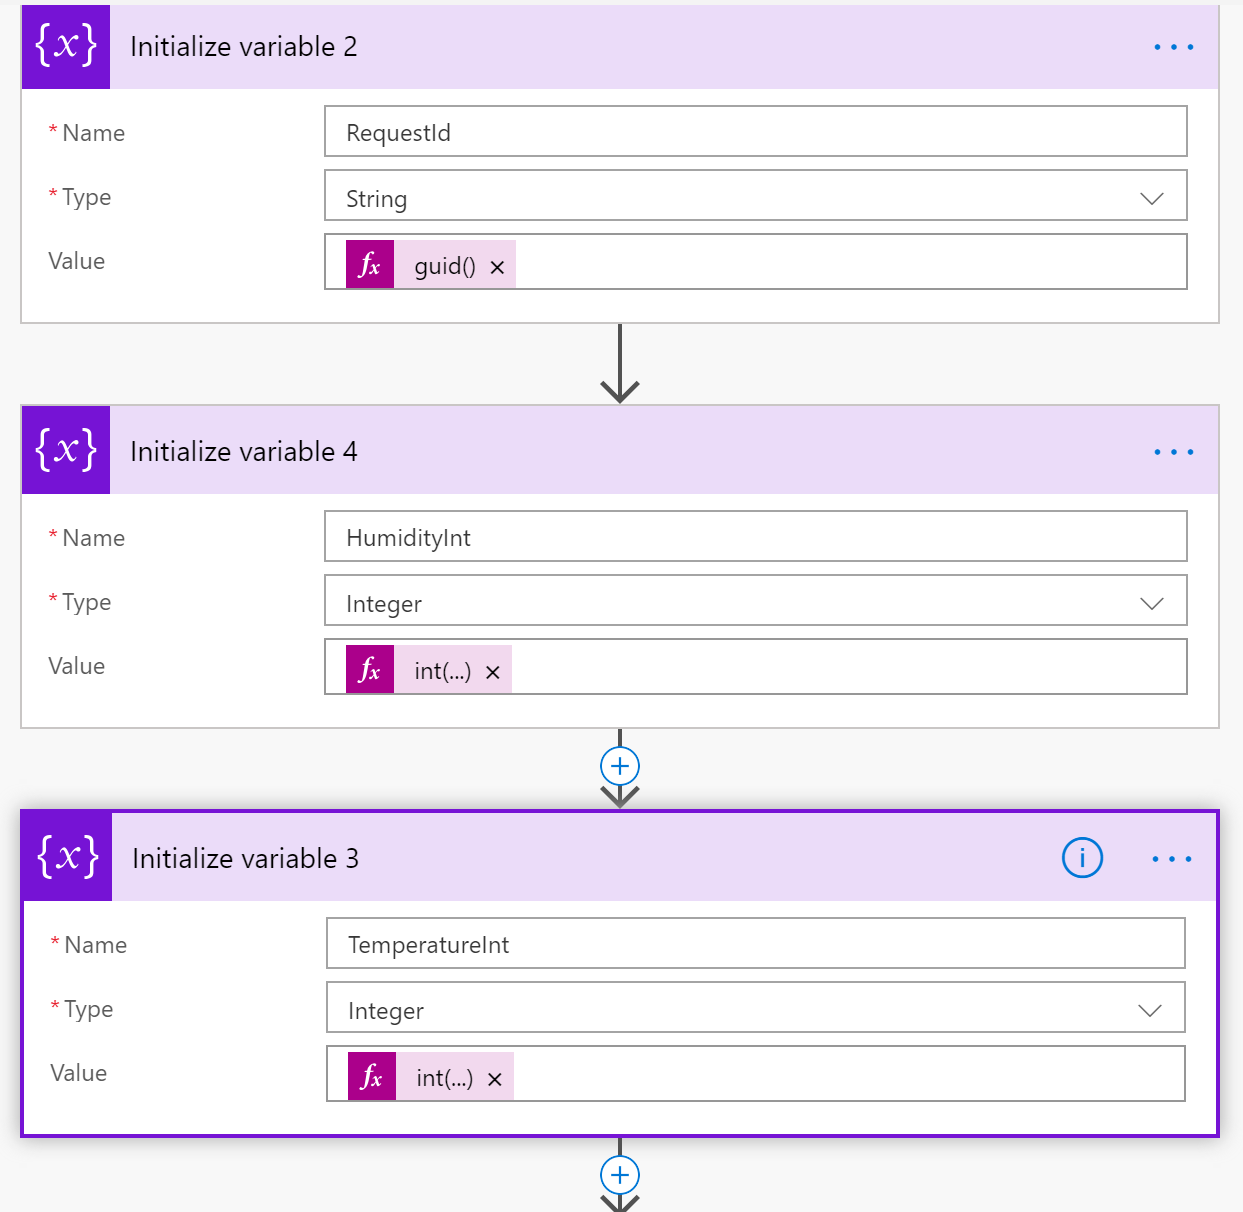 {x} Initialize variable 2 ...
* Name RequestId
* Type String
Value fx guid() ×
{x} Initialize variable 4 ...
* Name HumidityInt
* Type Integer
Value fx int(...) ×
+
{x} Initialize variable 3 i ...
* Name TemperatureInt
* Type Integer
Value fx int(...) ×
+